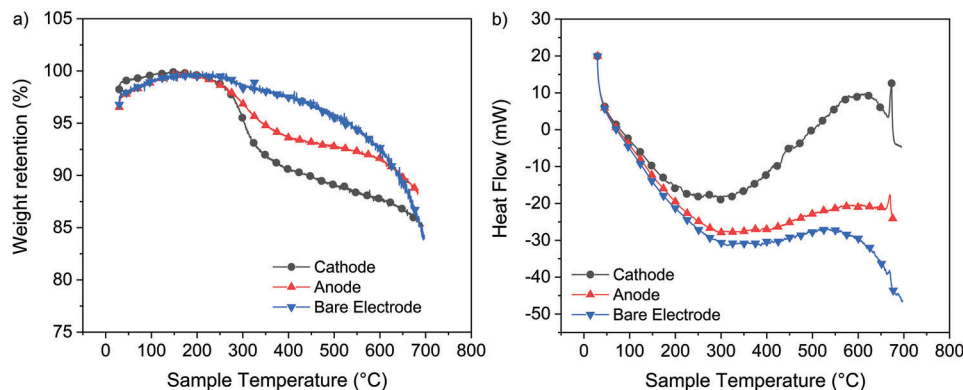 a)
105
100
95
90
85
80
75
Weight retention (%)
Cathode
Anode
Bare Electrode
0 100 200 300 400 500 600 700 800
Sample Temperature (°C)
b)
30
20
10
0
-10
-20
-30
-40
-50
Heat Flow (mW)
Cathode
Anode
Bare Electrode
0 100 200 300 400 500 600 700 800
Sample Temperature (°C)